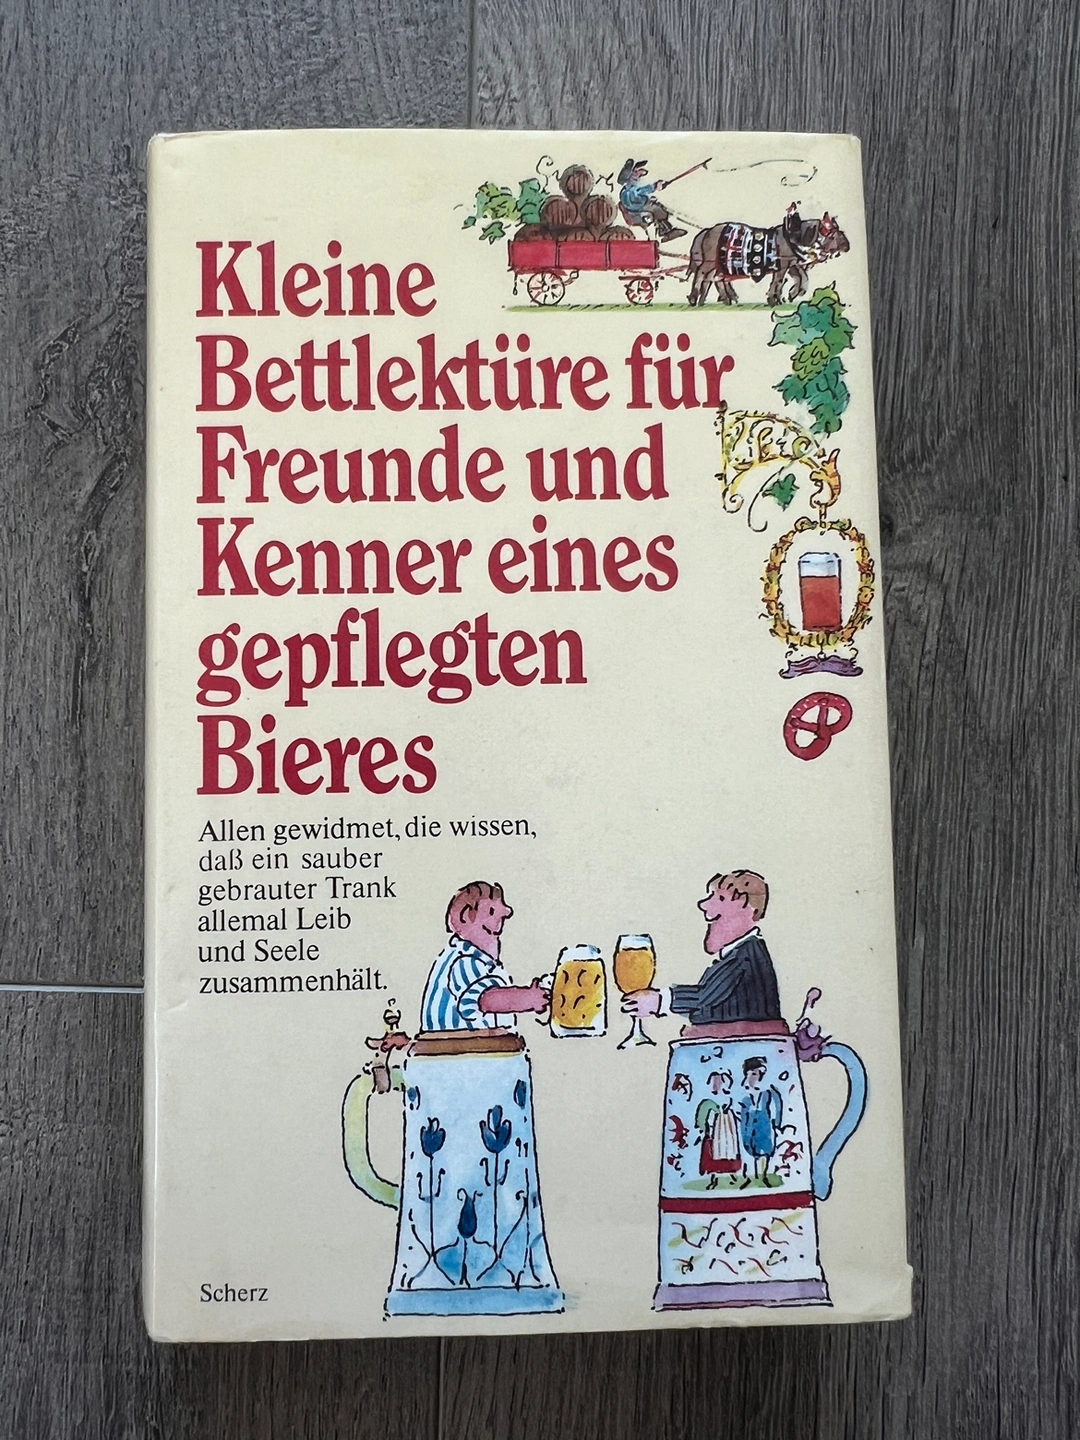 Kleine
Bettlektüre für
Freunde und
Kenner eines
gepflegten
Bieres
Allen gewidmet, die wissen,
daß ein sauber
gebrauter Trank
allemal Leib
und Seele
zusammenhält.
Scherz